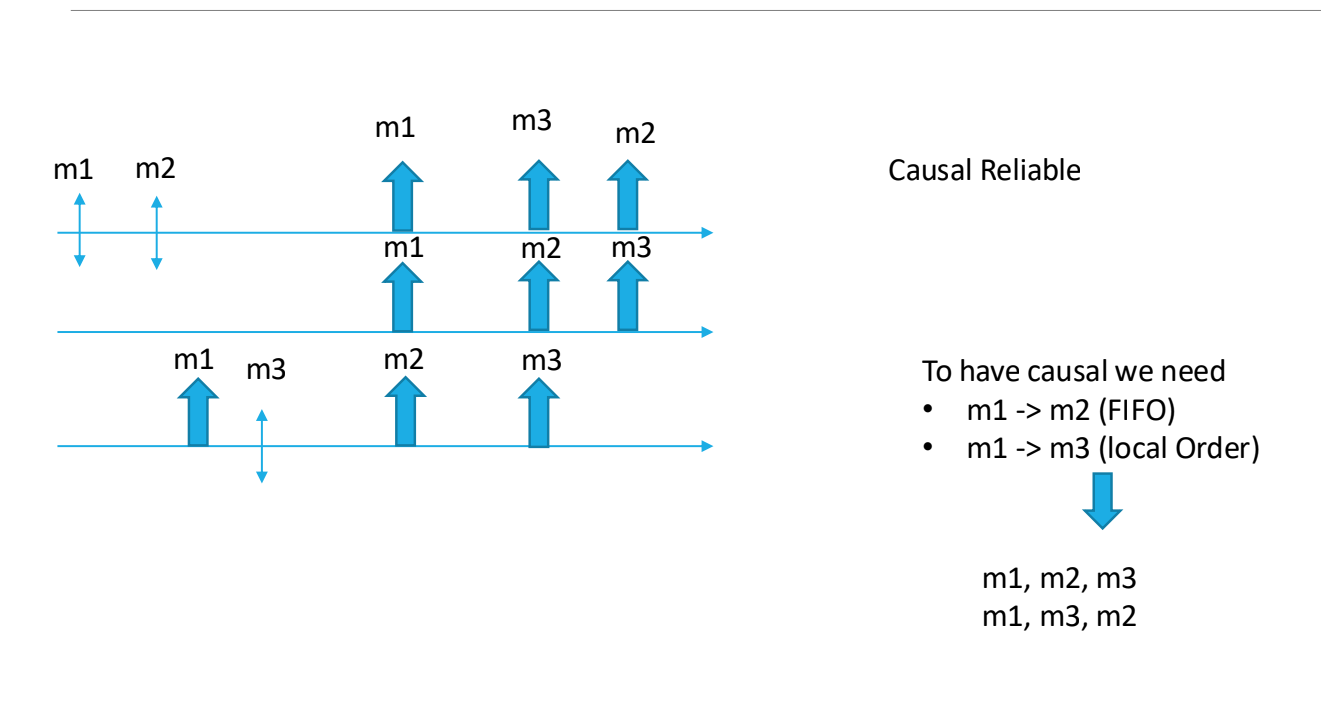 m1 m3 m2
m1 m2
Causal Reliable
m1 m2 m3
m1 m3 m2 m3
To have causal we need
• m1 -> m2 (FIFO)
• m1 -> m3 (local Order)
m1, m2, m3
m1, m3, m2